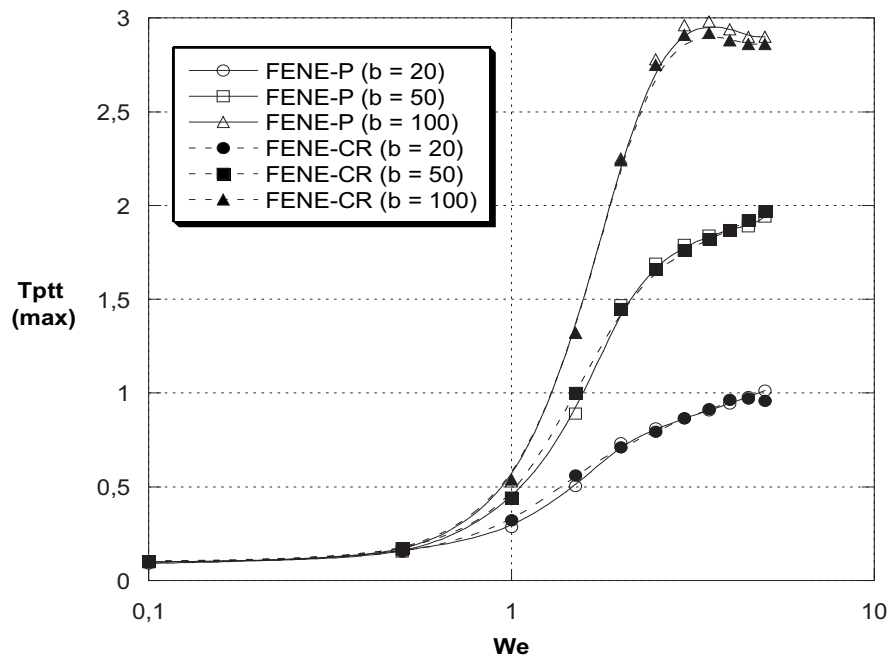 3
FENE-P (b = 20)
FENE-P (b = 50)
FENE-P (b = 100)
FENE-CR (b = 20)
FENE-CR (b = 50)
FENE-CR (b = 100)
2,5
2
Tptt
(max)
1,5
1
0,5
0
0,1
1
10
We